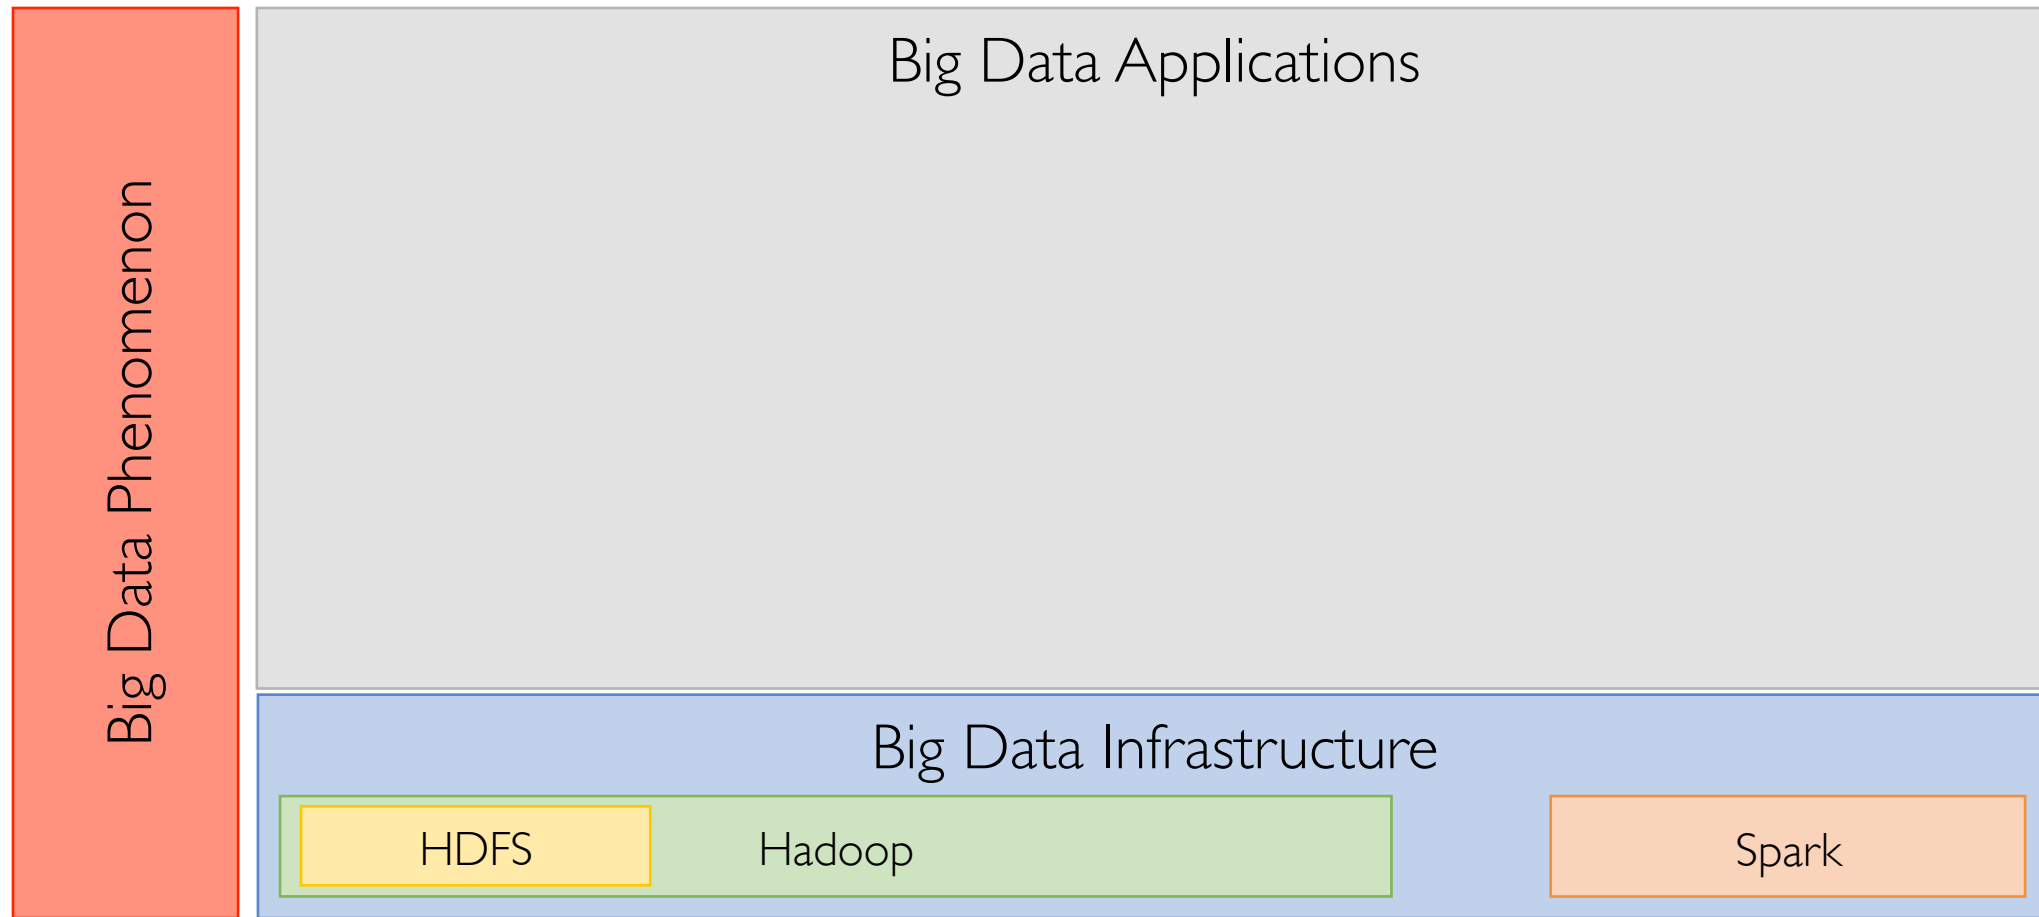 Big Data Phenomenon
Big Data Applications
Big Data Infrastructure
HDFS
Hadoop
Spark